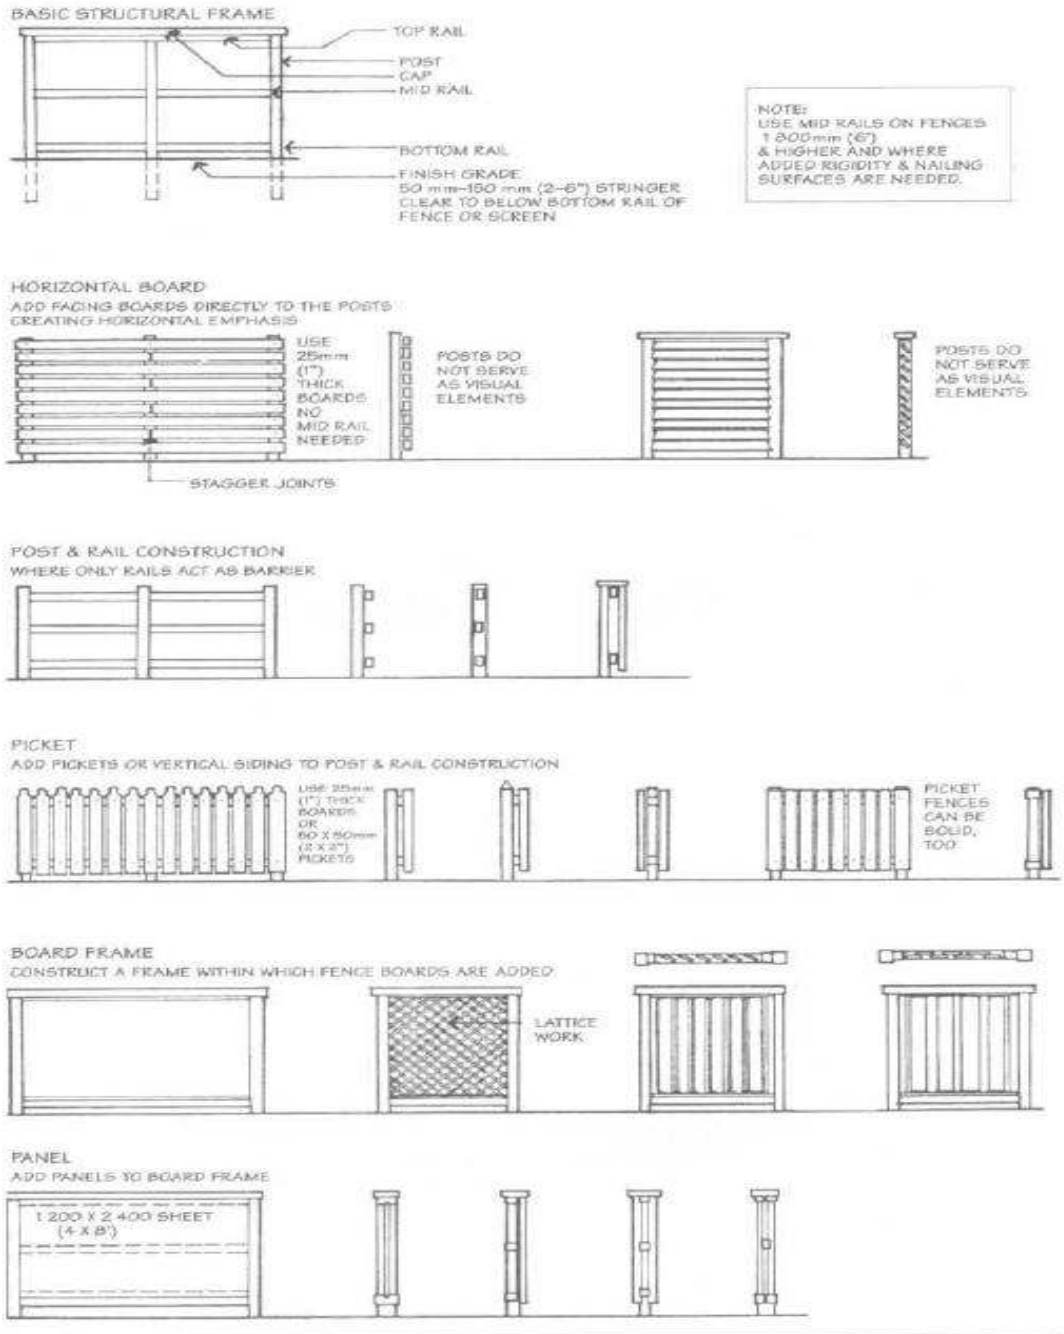 BASIC STRUCTURAL FRAME
TOP RAIL
POST
CAP
MID RAIL
BOTTOM RAIL
FINISH GRADE
50 mm–150 mm (2–6") STRINGER
CLEAR TO BELOW BOTTOM RAIL OF
FENCE OR SCREEN
NOTE:
USE MID RAILS ON FENCES
1 800mm (6')
& HIGHER AND WHERE
ADDED RIGIDITY & NAILING
SURFACES ARE NEEDED.
HORIZONTAL BOARD
ADD FACING BOARDS DIRECTLY TO THE POSTS
CREATING HORIZONTAL EMPHASIS
USE
25mm
(1")
THICK
BOARDS
NO
MID RAIL
NEEDED
STAGGER JOINTS
POSTS DO
NOT SERVE
AS VISUAL
ELEMENTS
POSTS DO
NOT SERVE
AS VISUAL
ELEMENTS
POST & RAIL CONSTRUCTION
WHERE ONLY RAILS ACT AS BARRIER
PICKET
ADD PICKETS OR VERTICAL SIDING TO POST & RAIL CONSTRUCTION
USE 25mm
(1") THICK
BOARDS
OR
50 X 50mm
(2 X 2")
PICKETS
PICKET
FENCES
CAN BE
SOLID,
TOO
BOARD FRAME
CONSTRUCT A FRAME WITHIN WHICH FENCE BOARDS ARE ADDED
LATTICE
WORK
PANEL
ADD PANELS TO BOARD FRAME
1 200 X 2 400 SHEET
(4 X 8')